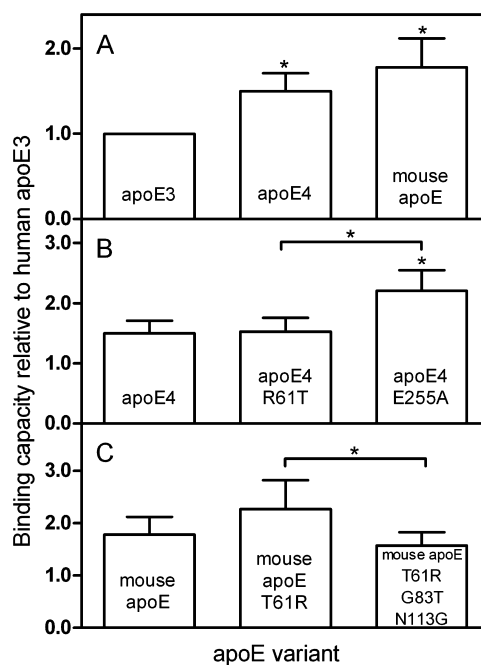 Binding capacity relative to human apoE3
A
2.0
1.0
0.0
apoE3
*
apoE4
*
mouse
apoE
B
3.0
2.0
1.0
0.0
apoE4
*
apoE4
R61T
*
apoE4
E255A
C
3.0
2.0
1.0
0.0
mouse
apoE
*
mouse
apoE
T61R
mouse apoE
T61R
G83T
N113G
apoE variant